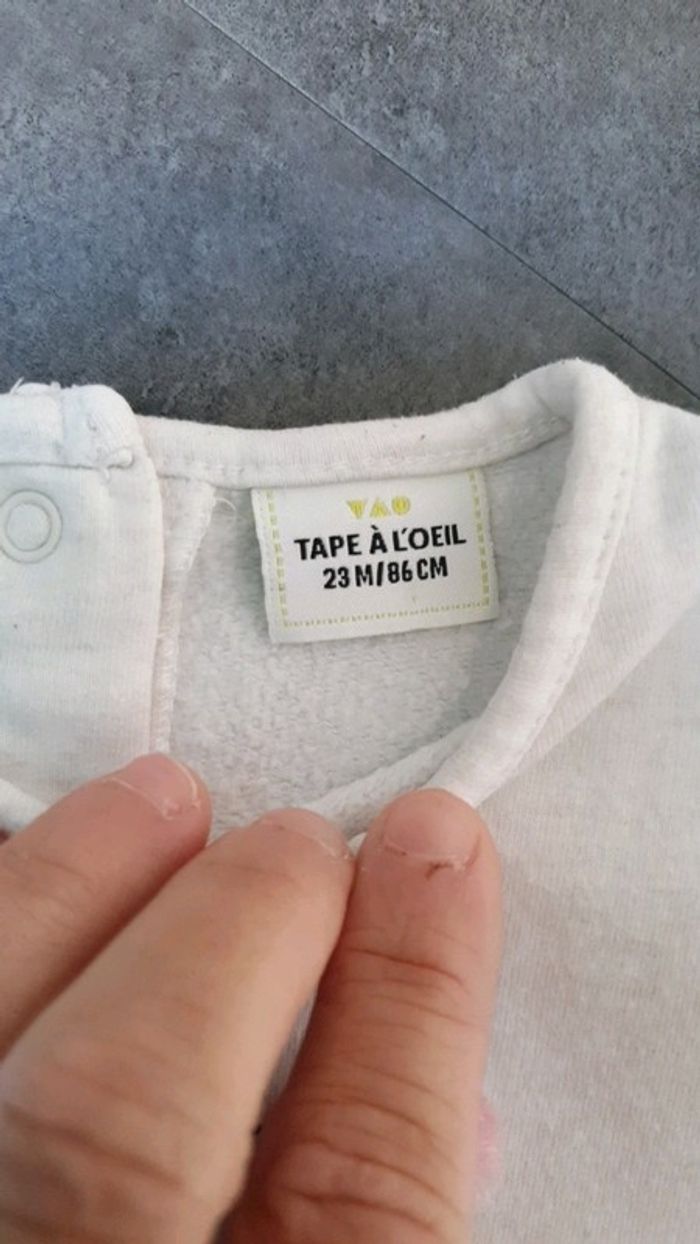 TAO
TAPE À L'OEIL
23 M/86 CM